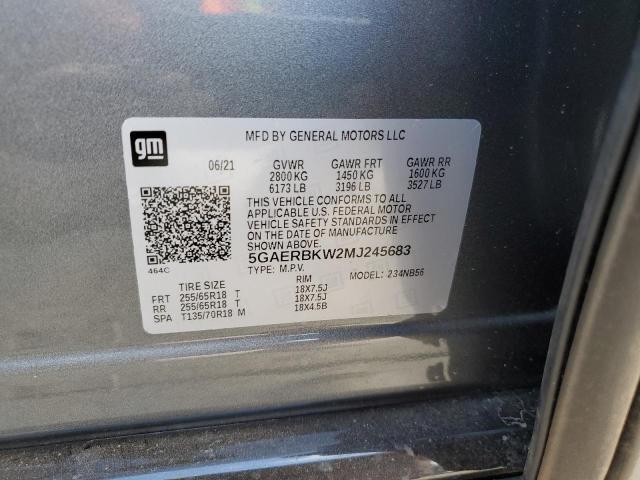 gm
MFD BY GENERAL MOTORS LLC
06/21 GVWR GAWR FRT GAWR RR
2800 KG 1450 KG 1600 KG
6173 LB 3196 LB 3527 LB
THIS VEHICLE CONFORMS TO ALL
APPLICABLE U.S. FEDERAL MOTOR
VEHICLE SAFETY STANDARDS IN EFFECT
ON THE DATE OF MANUFACTURE
SHOWN ABOVE.
464C
5GAERBKW2MJ245683
TYPE: M.P.V. MODEL: 234NB56
TIRE SIZE RIM
FRT 255/65R18 T 18X7.5J
RR 255/65R18 T 18X7.5J
SPA T135/70R18 M 18X4.5B